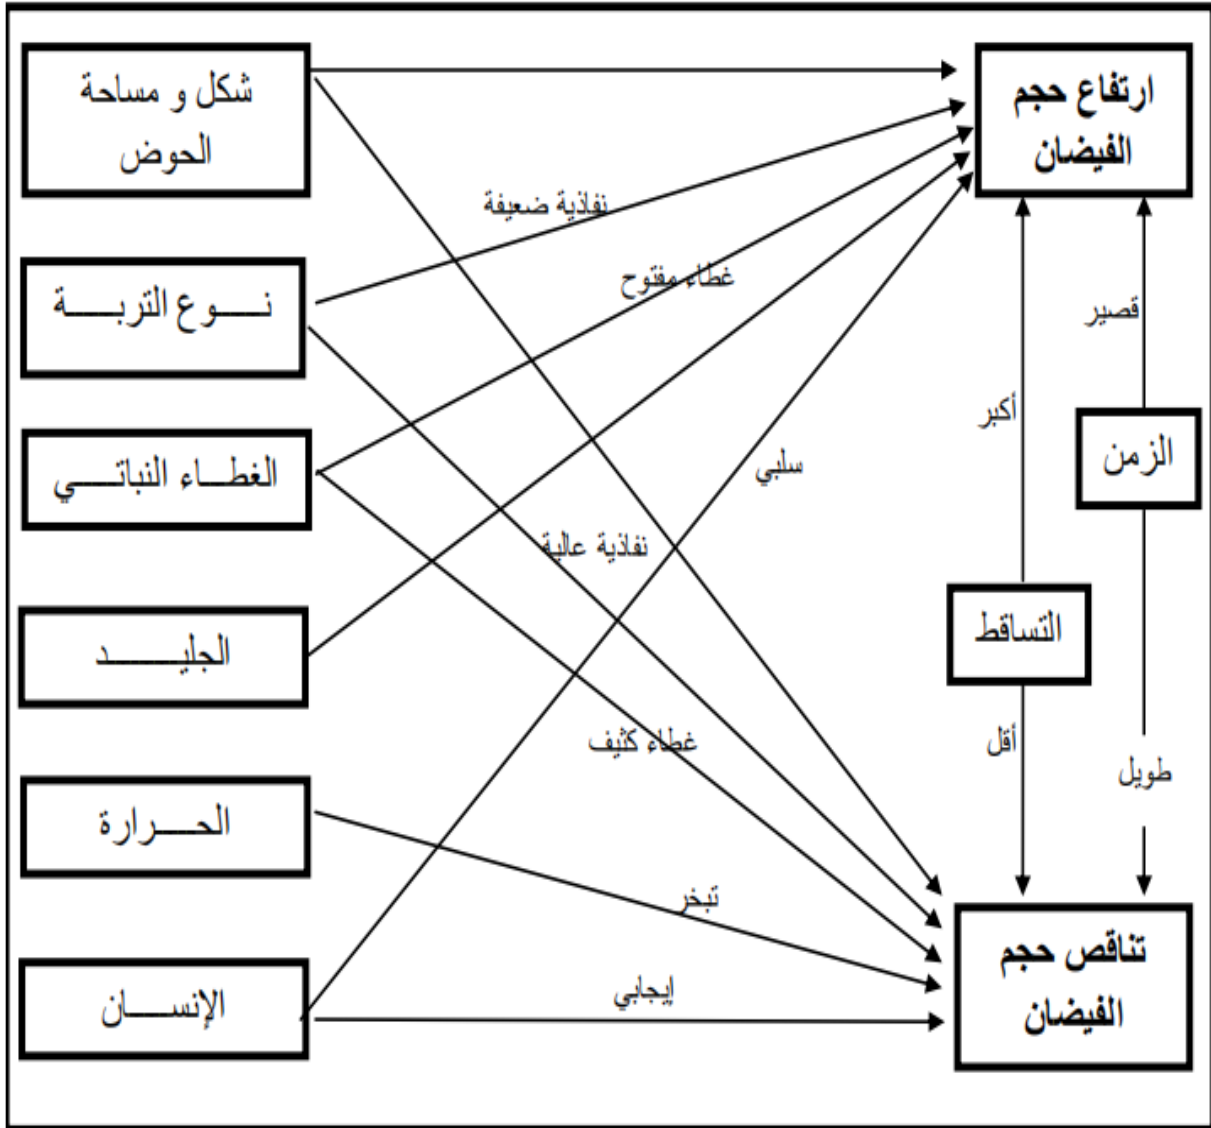 شكل و مساحة
الحوض
ارتفاع حجم
الفيضان
نفاذية ضعيفة
نـــوع التربـــة
غطاء مفتوح
قصير
أكبر
الزمن
الغطـــاء النباتـــي
سلبي
نفاذية عالية
التساقط
الجليـــــد
غطاء كثيف
أقل
طويل
الحـــرارة
تبخر
تناقص حجم
الفيضان
الإنســـان
إيجابي